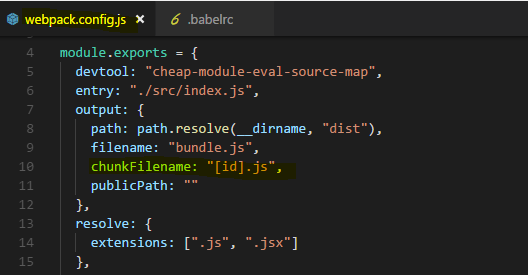 webpack.config.js × .babelrc
4 module.exports = {
5 devtool: "cheap-module-eval-source-map",
6 entry: "./src/index.js",
7 output: {
8 path: path.resolve(__dirname, "dist"),
9 filename: "bundle.js",
10 chunkFilename: "[id].js",
11 publicPath: ""
12 },
13 resolve: {
14 extensions: [".js", ".jsx"]
15 },